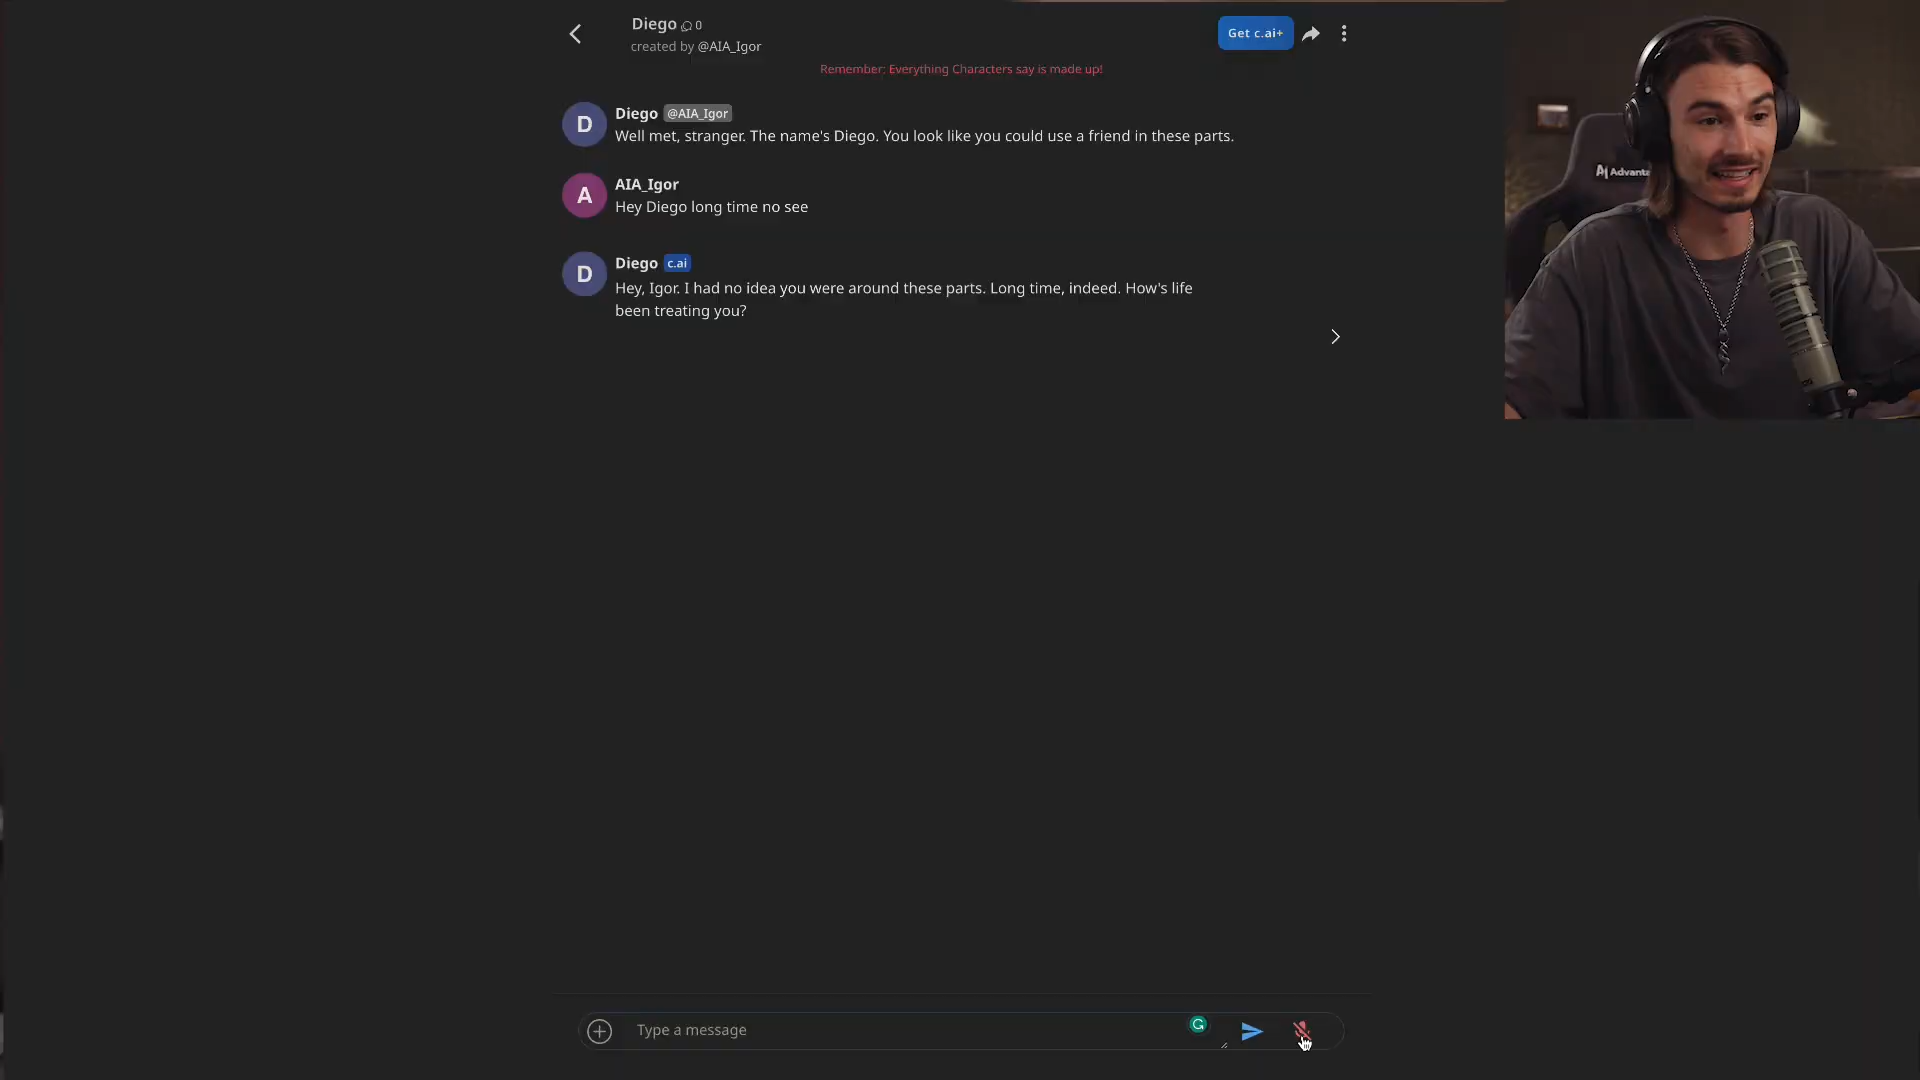 Diego 0
created by @AIA_Igor
Get c.ai+
Remember: Everything Characters say is made up!
Diego @AIA_Igor
D
Well met, stranger. The name's Diego. You look like you could use a friend in these parts.
AIA_Igor
A
Hey Diego long time no see
Diego c.ai
D
Hey, Igor. I had no idea you were around these parts. Long time, indeed. How's life
been treating you?
Type a message